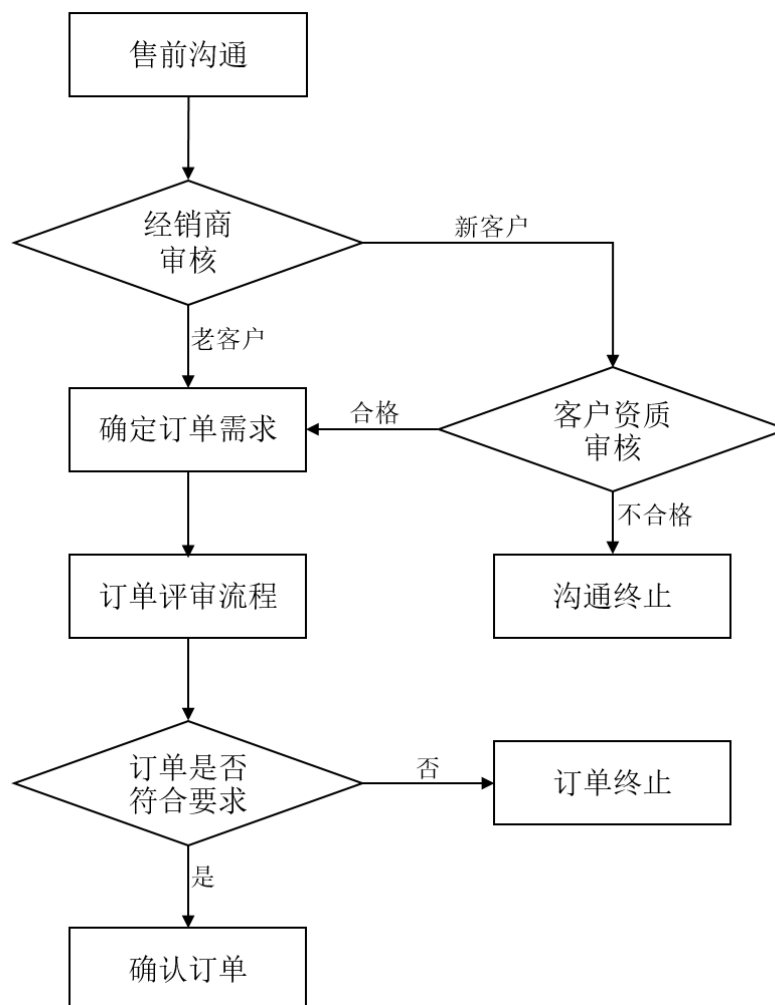 售前沟通
经销商
审核
新客户
老客户
确定订单需求
合格
客户资质
审核
不合格
订单评审流程
沟通终止
订单是否
符合要求
否
订单终止
是
确认订单